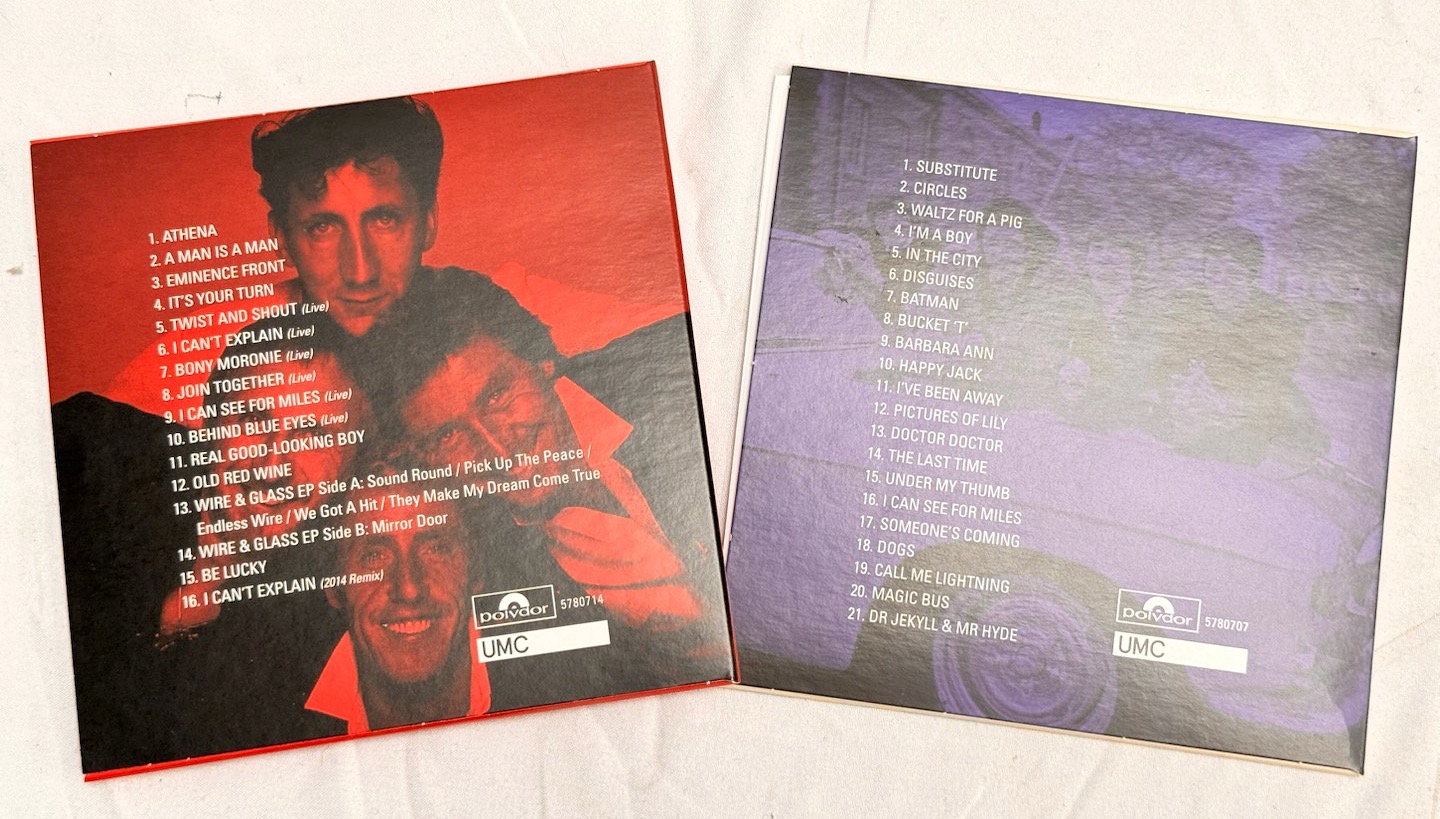 1. ATHENA
2. A MAN IS A MAN
3. EMINENCE FRONT
4. IT'S YOUR TURN
5. TWIST AND SHOUT (Live)
6. I CAN'T EXPLAIN (Live)
7. BONY MORONIE (Live)
8. JOIN TOGETHER (Live)
9. I CAN SEE FOR MILES (Live)
10. BEHIND BLUE EYES (Live)
11. REAL GOOD-LOOKING BOY
12. OLD RED WINE
13. WIRE & GLASS EP Side A: Sound Round / Pick Up The Peace /
Endless Wire / We Got A Hit / They Make My Dream Come True
14. WIRE & GLASS EP Side B: Mirror Door
15. BE LUCKY
16. I CAN'T EXPLAIN (2014 Remix)
polydor 5780714
UMC
1. SUBSTITUTE
2. CIRCLES
3. WALTZ FOR A PIG
4. I'M A BOY
5. IN THE CITY
6. DISGUISES
7. BATMAN
8. BUCKET 'T'
9. BARBARA ANN
10. HAPPY JACK
11. I'VE BEEN AWAY
12. PICTURES OF LILY
13. DOCTOR DOCTOR
14. THE LAST TIME
15. UNDER MY THUMB
16. I CAN SEE FOR MILES
17. SOMEONE'S COMING
18. DOGS
19. CALL ME LIGHTNING
20. MAGIC BUS
21. DR JEKYLL & MR HYDE
polydor 5780707
UMC